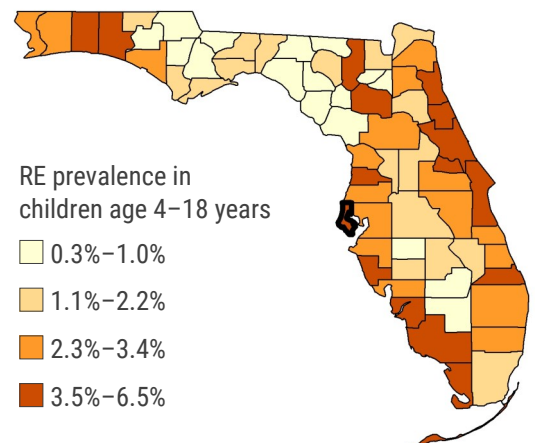 RE prevalence in
children age 4–18 years
0.3%–1.0%
1.1%–2.2%
2.3%–3.4%
3.5%–6.5%